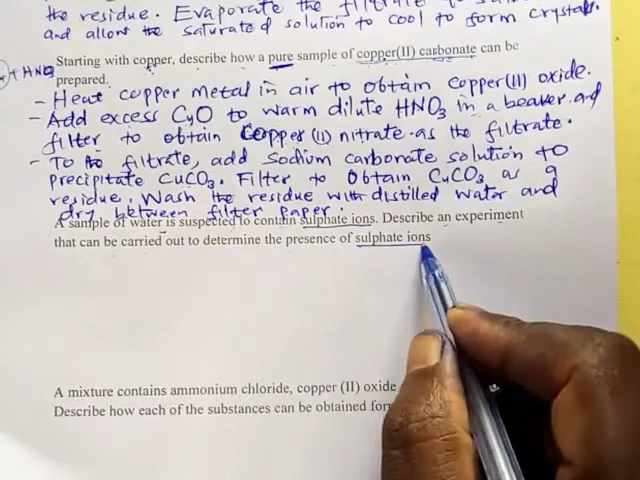 the residue. Evaporate the filtrate to
and allow the saturated solution to cool to form crystals.
+ HNO3
Starting with copper, describe how a pure sample of copper(II) carbonate can be
prepared.
- Heat copper metal in air to obtain Copper(II) oxide.
- Add excess CuO to warm dilute HNO3 in a beaker and
filter to obtain Copper (II) nitrate as the filtrate.
- To the filtrate, add Sodium carbonate solution to
precipitate CuCO3. Filter to obtain CuCO3 as a
residue. Wash the residue with distilled water and
dry between filter paper.
A sample of water is suspected to contain sulphate ions. Describe an experiment
that can be carried out to determine the presence of sulphate ions
A mixture contains ammonium chloride, copper (II) oxide
Describe how each of the substances can be obtained